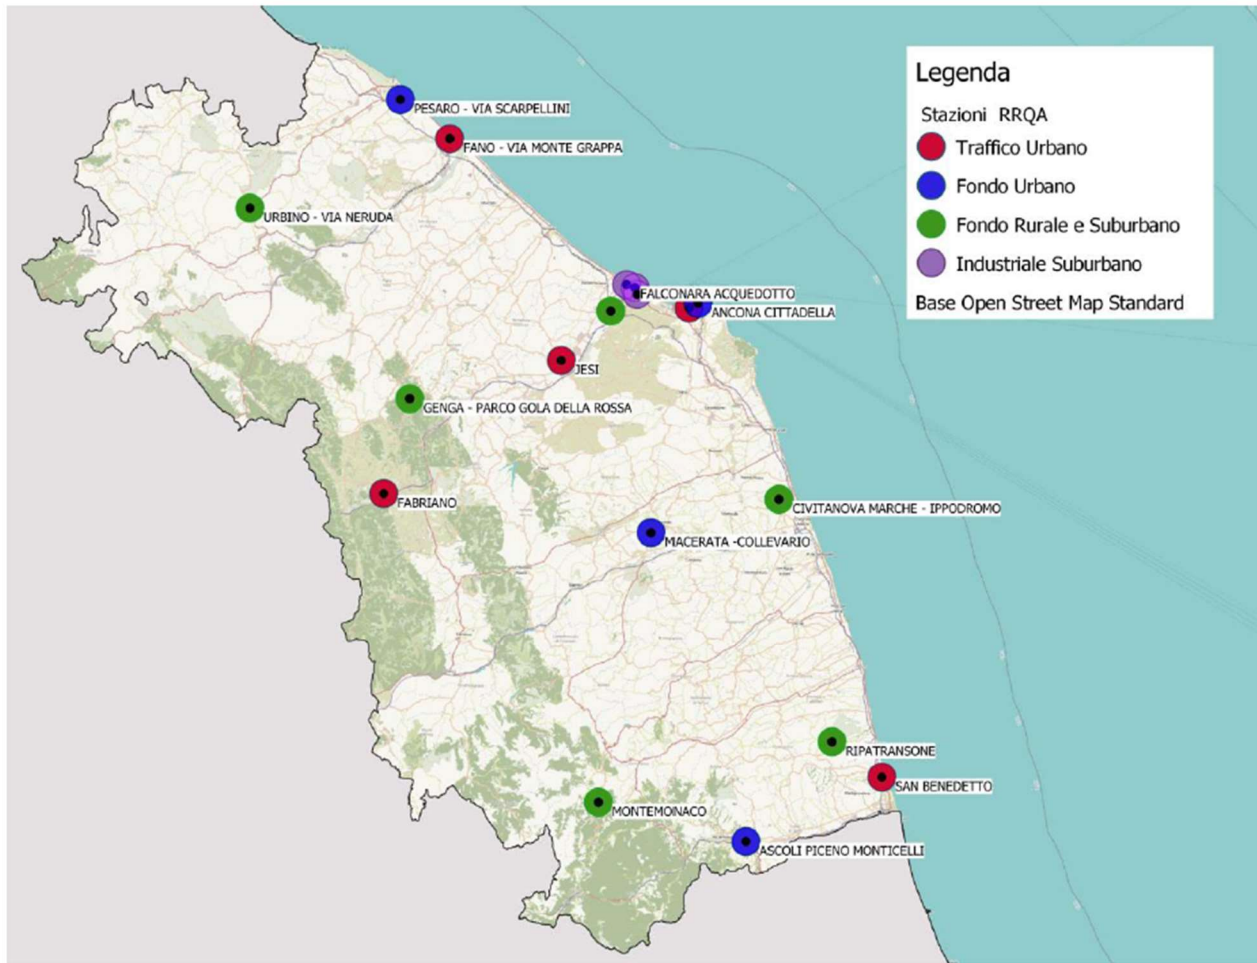 Legenda
Stazioni RRQA
Traffico Urbano
Fondo Urbano
Fondo Rurale e Suburbano
Industriale Suburbano
Base Open Street Map Standard
PESARO - VIA SCARPELLINI
FANO - VIA MONTE GRAPPA
URBINO - VIA NERUDA
FALCONARA ACQUEDOTTO
ANCONA CITTADELLA
JESI
GENGA - PARCO GOLA DELLA ROSSA
FABRIANO
CIVITANOVA MARCHE - IPPODROMO
MACERATA -COLLEVARIO
RIPATRANSONE
SAN BENEDETTO
MONTEMONACO
ASCOLI PICENO MONTICELLI